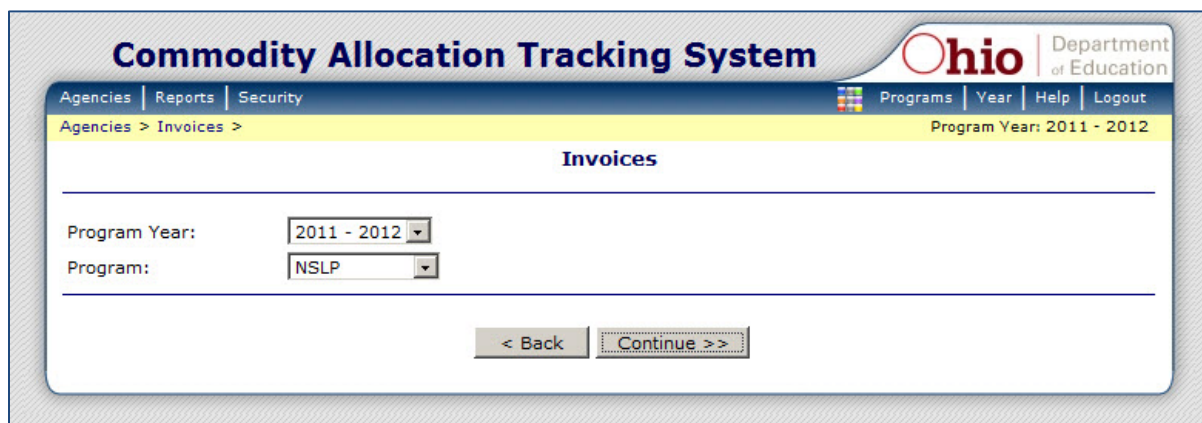 Commodity Allocation Tracking System
Ohio
Department
of Education
Agencies | Reports | Security
Programs | Year | Help | Logout
Agencies > Invoices >
Program Year: 2011 - 2012
Invoices
Program Year: 2011 - 2012
Program: NSLP
< Back
Continue >>